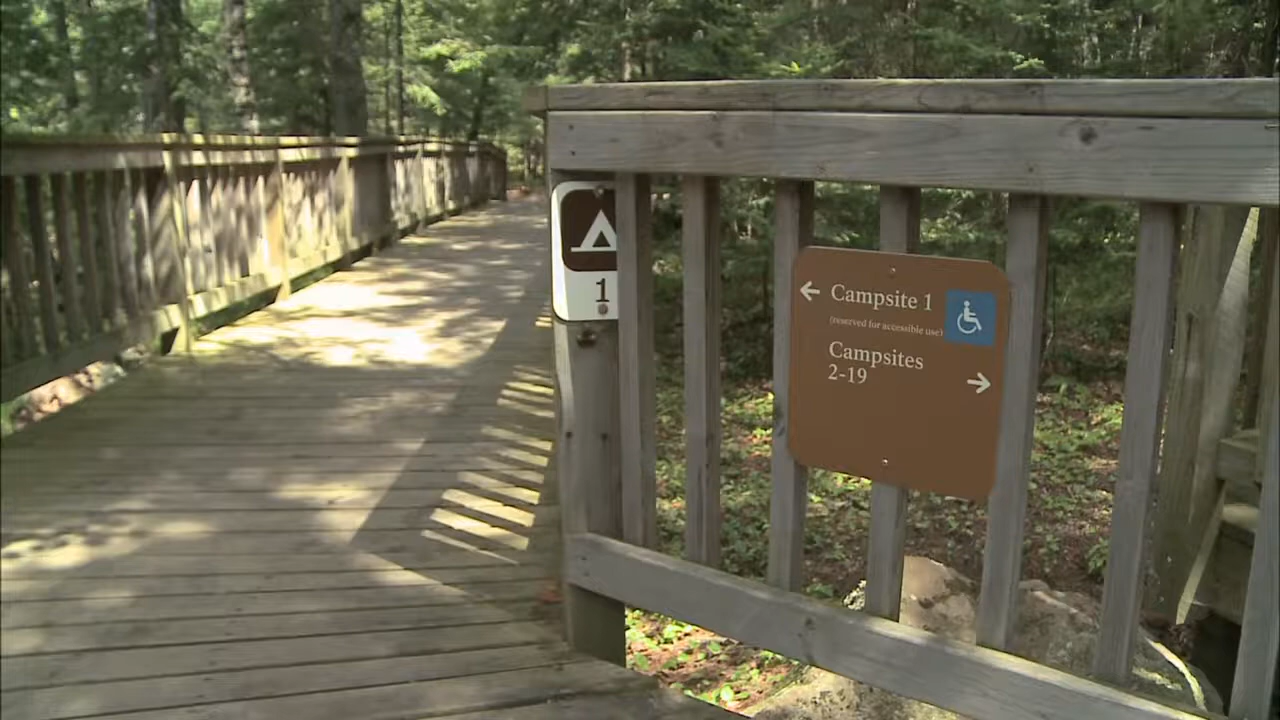 1
← Campsite 1
(reserved for accessible use)
Campsites
2-19 →